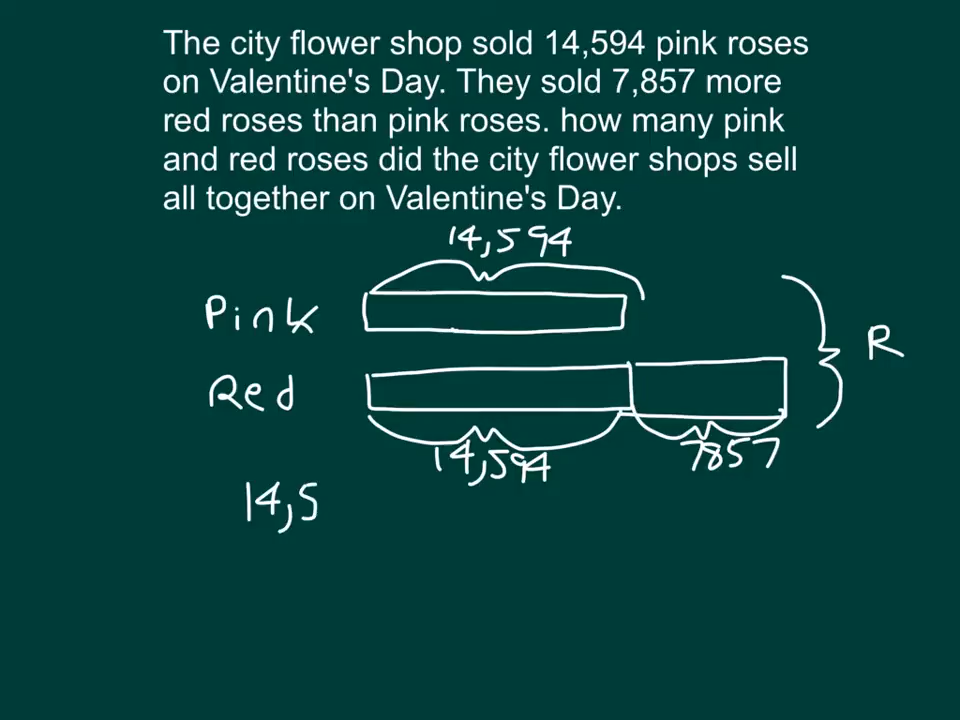 The city flower shop sold 14,594 pink roses
on Valentine's Day. They sold 7,857 more
red roses than pink roses. how many pink
and red roses did the city flower shops sell
all together on Valentine's Day.
14,594
Pink
R
Red
14,594
7857
14,5